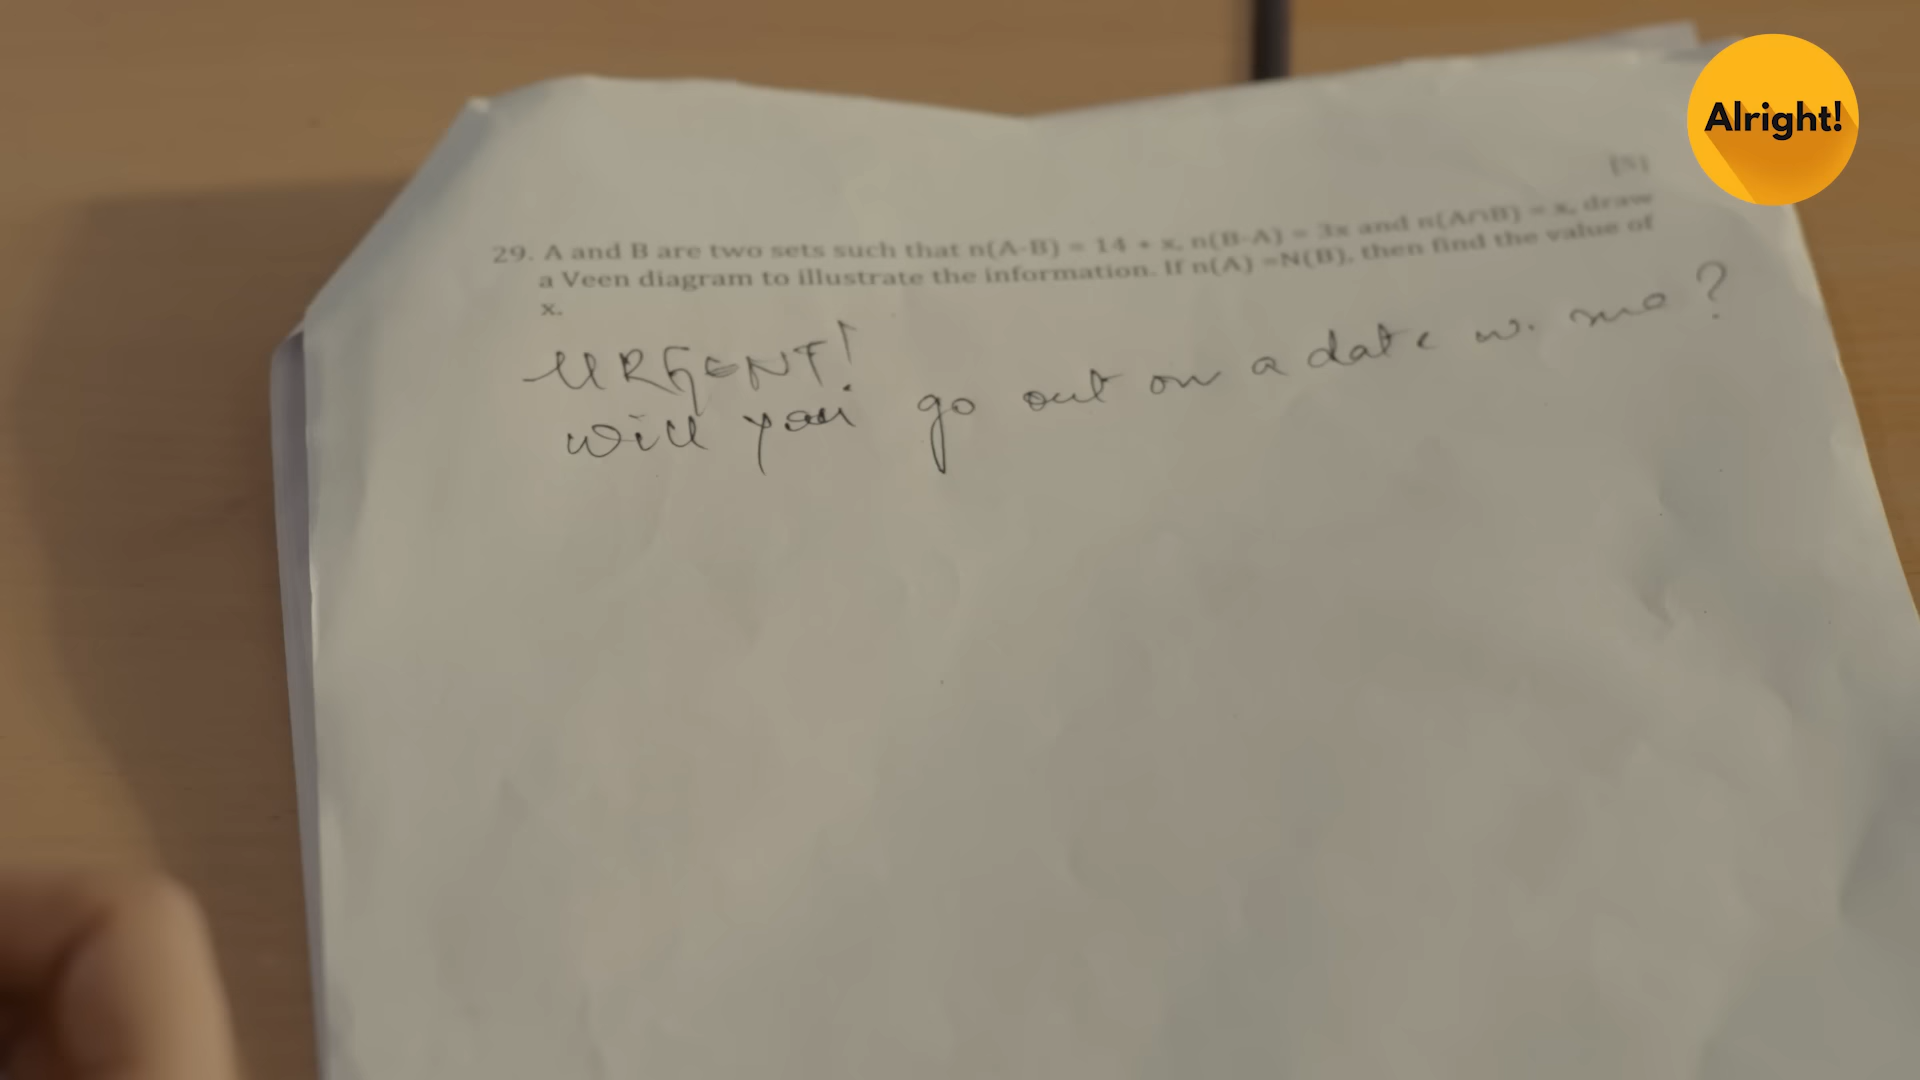 Alright!
[5]
29. A and B are two sets such that n(A-B) = 14 + x, n(B-A) = 3x and n(A∩B) = x, draw
a Veen diagram to illustrate the information. If n(A) =N(B), then find the value of
x.
URGENT!
will you go out on a date w. me ?